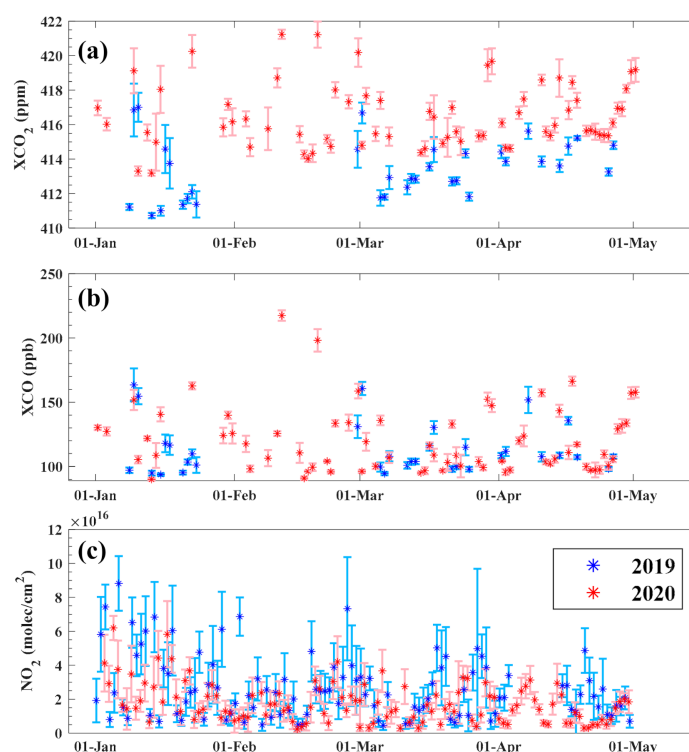 (a)
XCO2 (ppm)
422
420
418
416
414
412
410
01-Jan 01-Feb 01-Mar 01-Apr 01-May
(b)
XCO (ppb)
250
200
150
100
01-Jan 01-Feb 01-Mar 01-Apr 01-May
×10^16
(c)
NO2 (molec/cm^2)
12
10
8
6
4
2
0
2019
2020
01-Jan 01-Feb 01-Mar 01-Apr 01-May